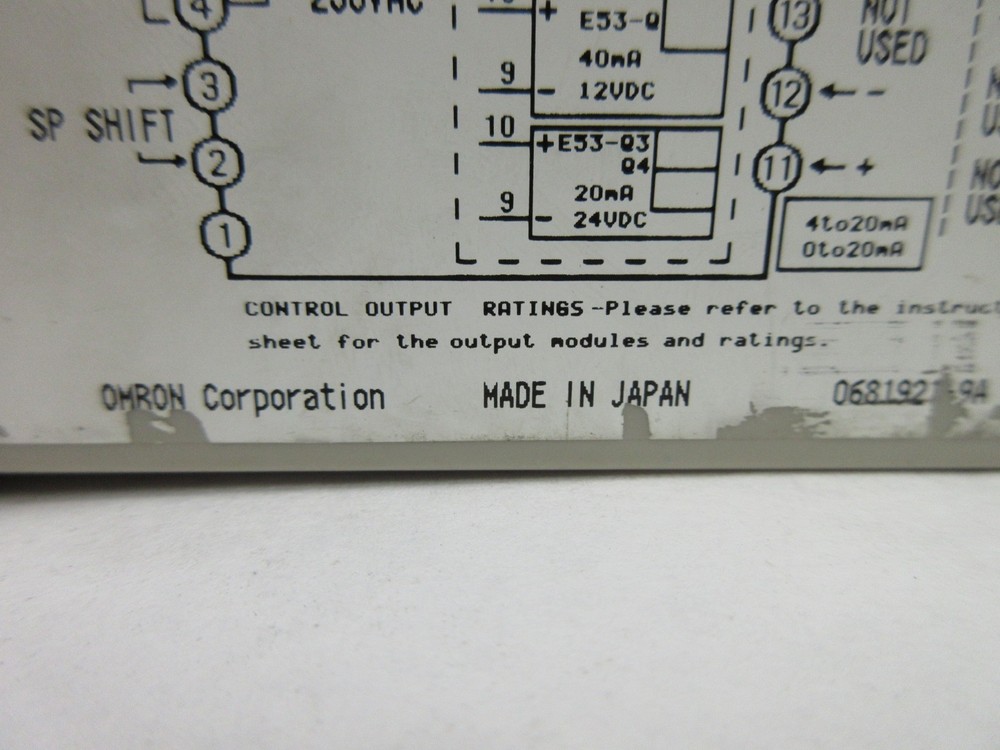 4
E53-Q
13
NOT
USED
+
40mA
3
9
- 12VDC
12
-
SP SHIFT
10
+E53-Q3
Q4
2
11
+
20mA
9
- 24VDC
1
4to20mA
0to20mA
CONTROL OUTPUT RATINGS-Please refer to the
sheet for the output modules and ratings.
OMRON Corporation MADE IN JAPAN